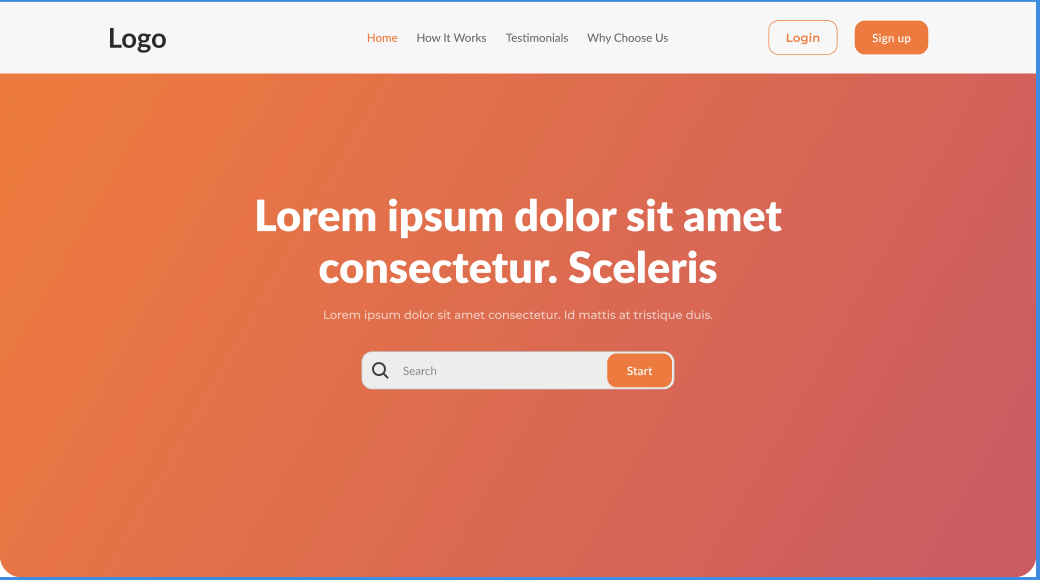 Logo
Home How It Works Testimonials Why Choose Us
Login Sign up
Lorem ipsum dolor sit amet
consectetur. Sceleris
Lorem ipsum dolor sit amet consectetur. Id mattis at tristique duis.
Search Start